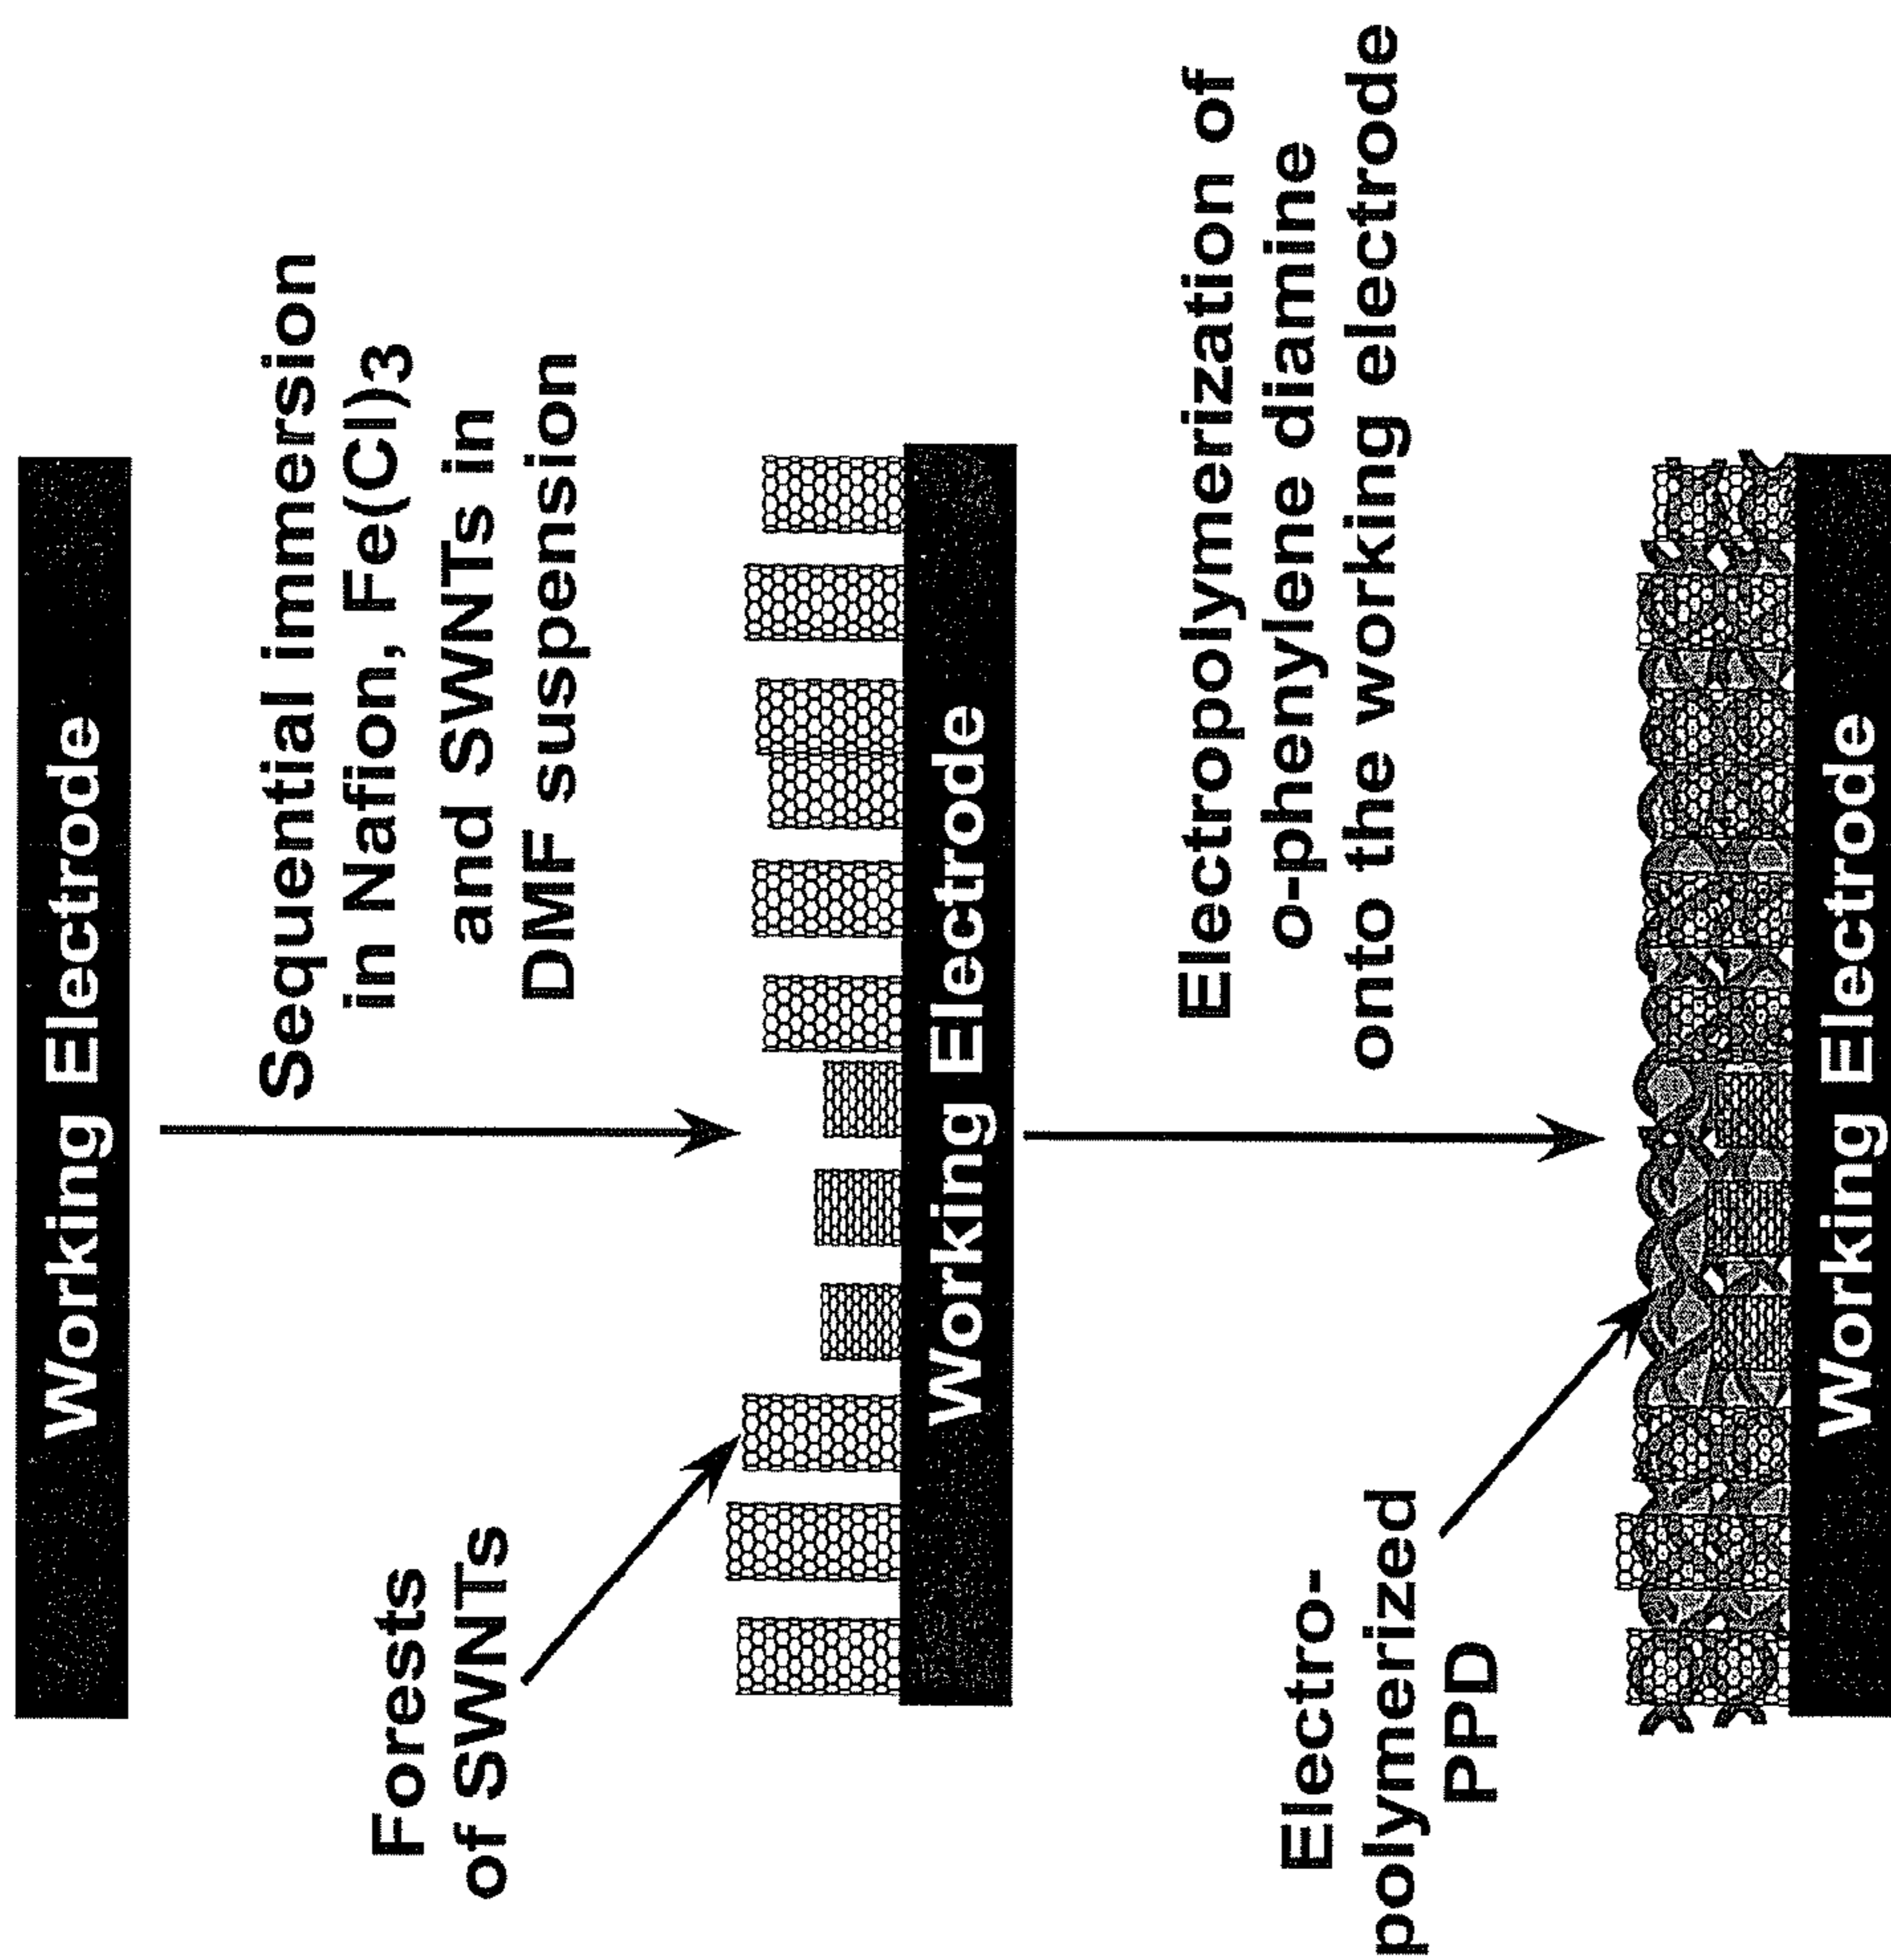 Working Electrode
Sequential immersion
in Nafion, Fe(Cl)3
and SWNTs in
DMF suspension
Forests
of SWNTs
Working Electrode
Electropolymerization of
o-phenylene diamine
onto the working electrode
Electro-
polymerized
PPD
Working Electrode